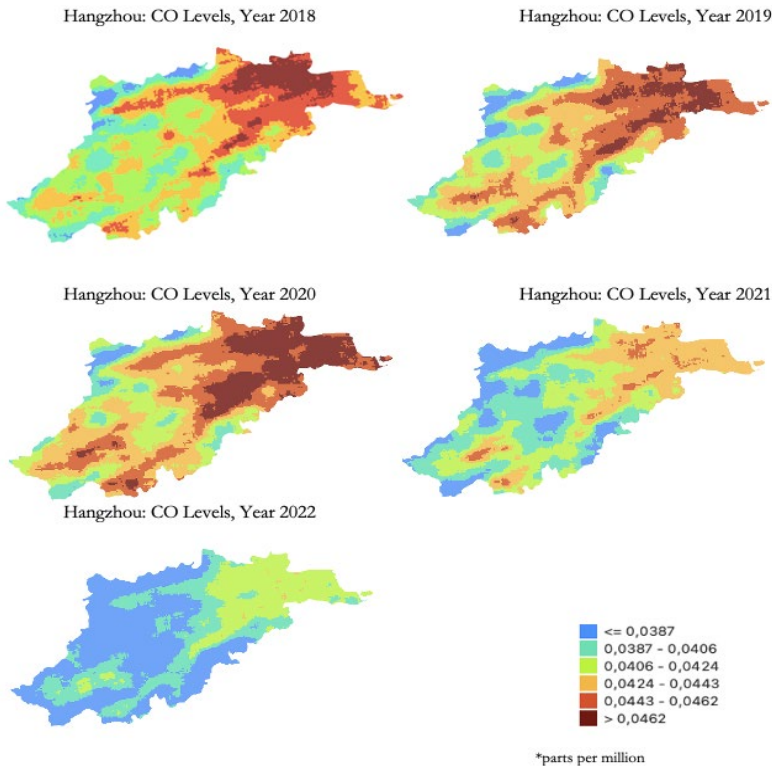 Hangzhou: CO Levels, Year 2018
Hangzhou: CO Levels, Year 2019
Hangzhou: CO Levels, Year 2020
Hangzhou: CO Levels, Year 2021
Hangzhou: CO Levels, Year 2022
<= 0,0387
0,0387 - 0,0406
0,0406 - 0,0424
0,0424 - 0,0443
0,0443 - 0,0462
> 0,0462
*parts per million